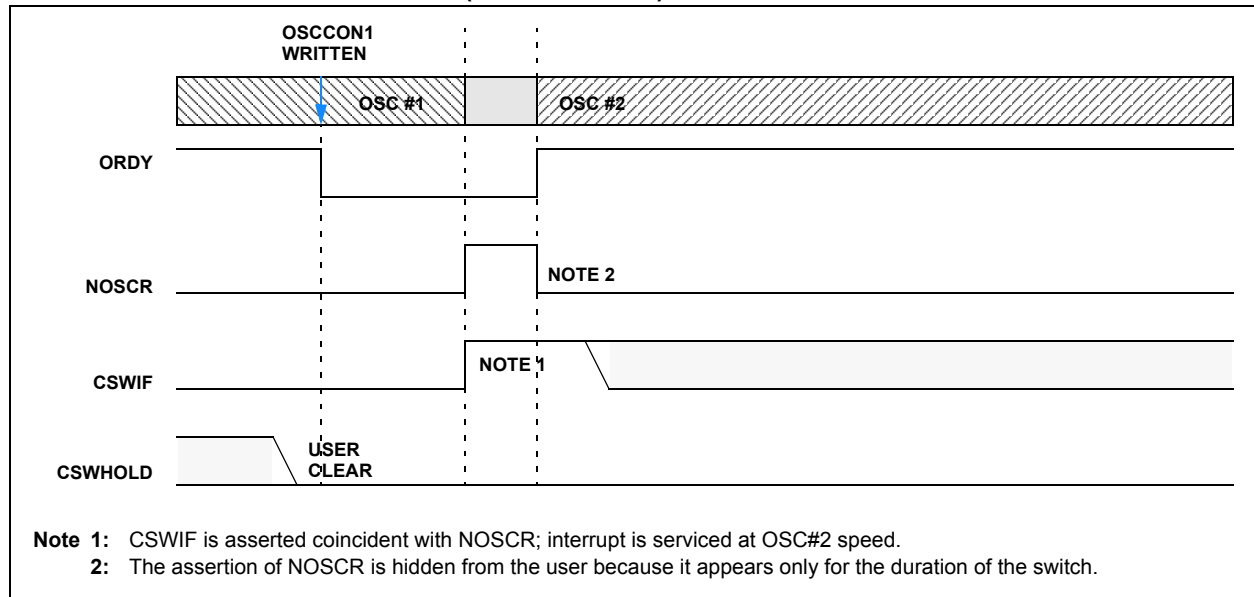 OSCCON1
WRITTEN
OSC #1
OSC #2
ORDY
NOSCR
NOTE 2
CSWIF
NOTE 1
CSWHOLD
USER
CLEAR
Note 1: CSWIF is asserted coincident with NOSCR; interrupt is serviced at OSC#2 speed.
2: The assertion of NOSCR is hidden from the user because it appears only for the duration of the switch.